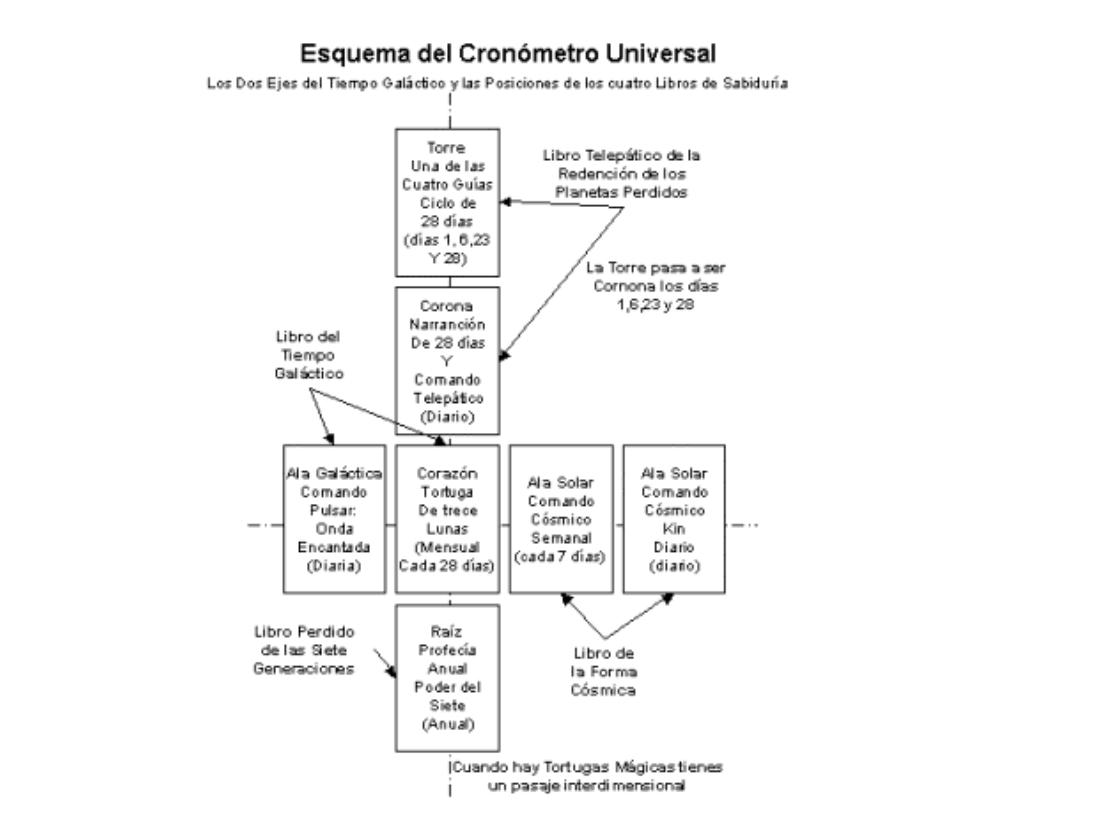 Esquema del Cronómetro Universal
Los Dos Ejes del Tiempo Galáctico y las Posiciones de los cuatro Libros de Sabiduría
Torre
Una de las
Cuatro Guías
Ciclo de
28 días
(días 1, 6,23
Y 28)
Libro Telepático de la
Redención de los
Planetas Perdidos
La Torre pasa a ser
Cornona los días
1,6,23 y 28
Corona
Narranción
De 28 días
Y
Comando
Telepático
(Diario)
Libro del
Tiempo
Galáctico
Ala Galáctica
Comando
Pulsar:
Onda
Encantada
(Diaria)
Corazón
Tortuga
De trece
Lunas
(Mensual
Cada 28 días)
Ala Solar
Comando
Cósmico
Semanal
(cada 7 días)
Ala Solar
Comando
Cósmico
Kin
Diario
(diario)
Libro Perdido
de las Siete
Generaciones
Raíz
Profecía
Anual
Poder del
Siete
(Anual)
Libro de
la Forma
Cósmica
Cuando hay Tortugas Mágicas tienes
un pasaje interdimensional